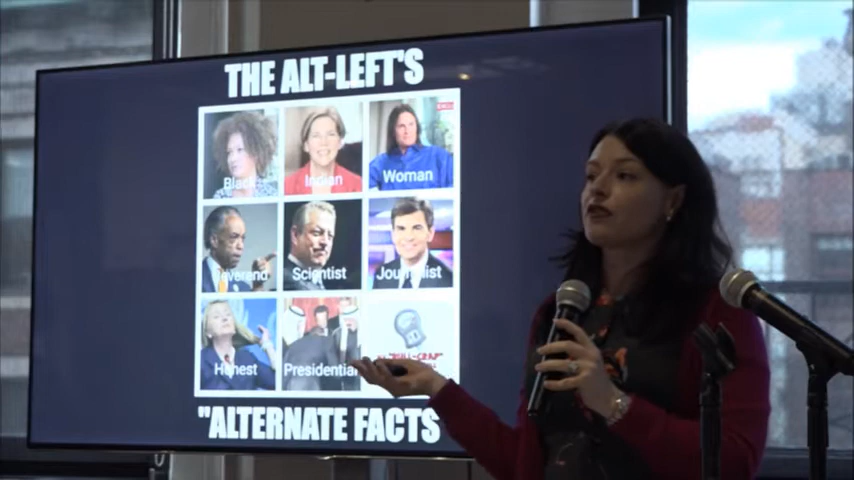 THE ALT-LEFT'S
Black Indian Woman
Reverend Scientist Journalist
Honest Presidential
"ALTERNATE FACTS